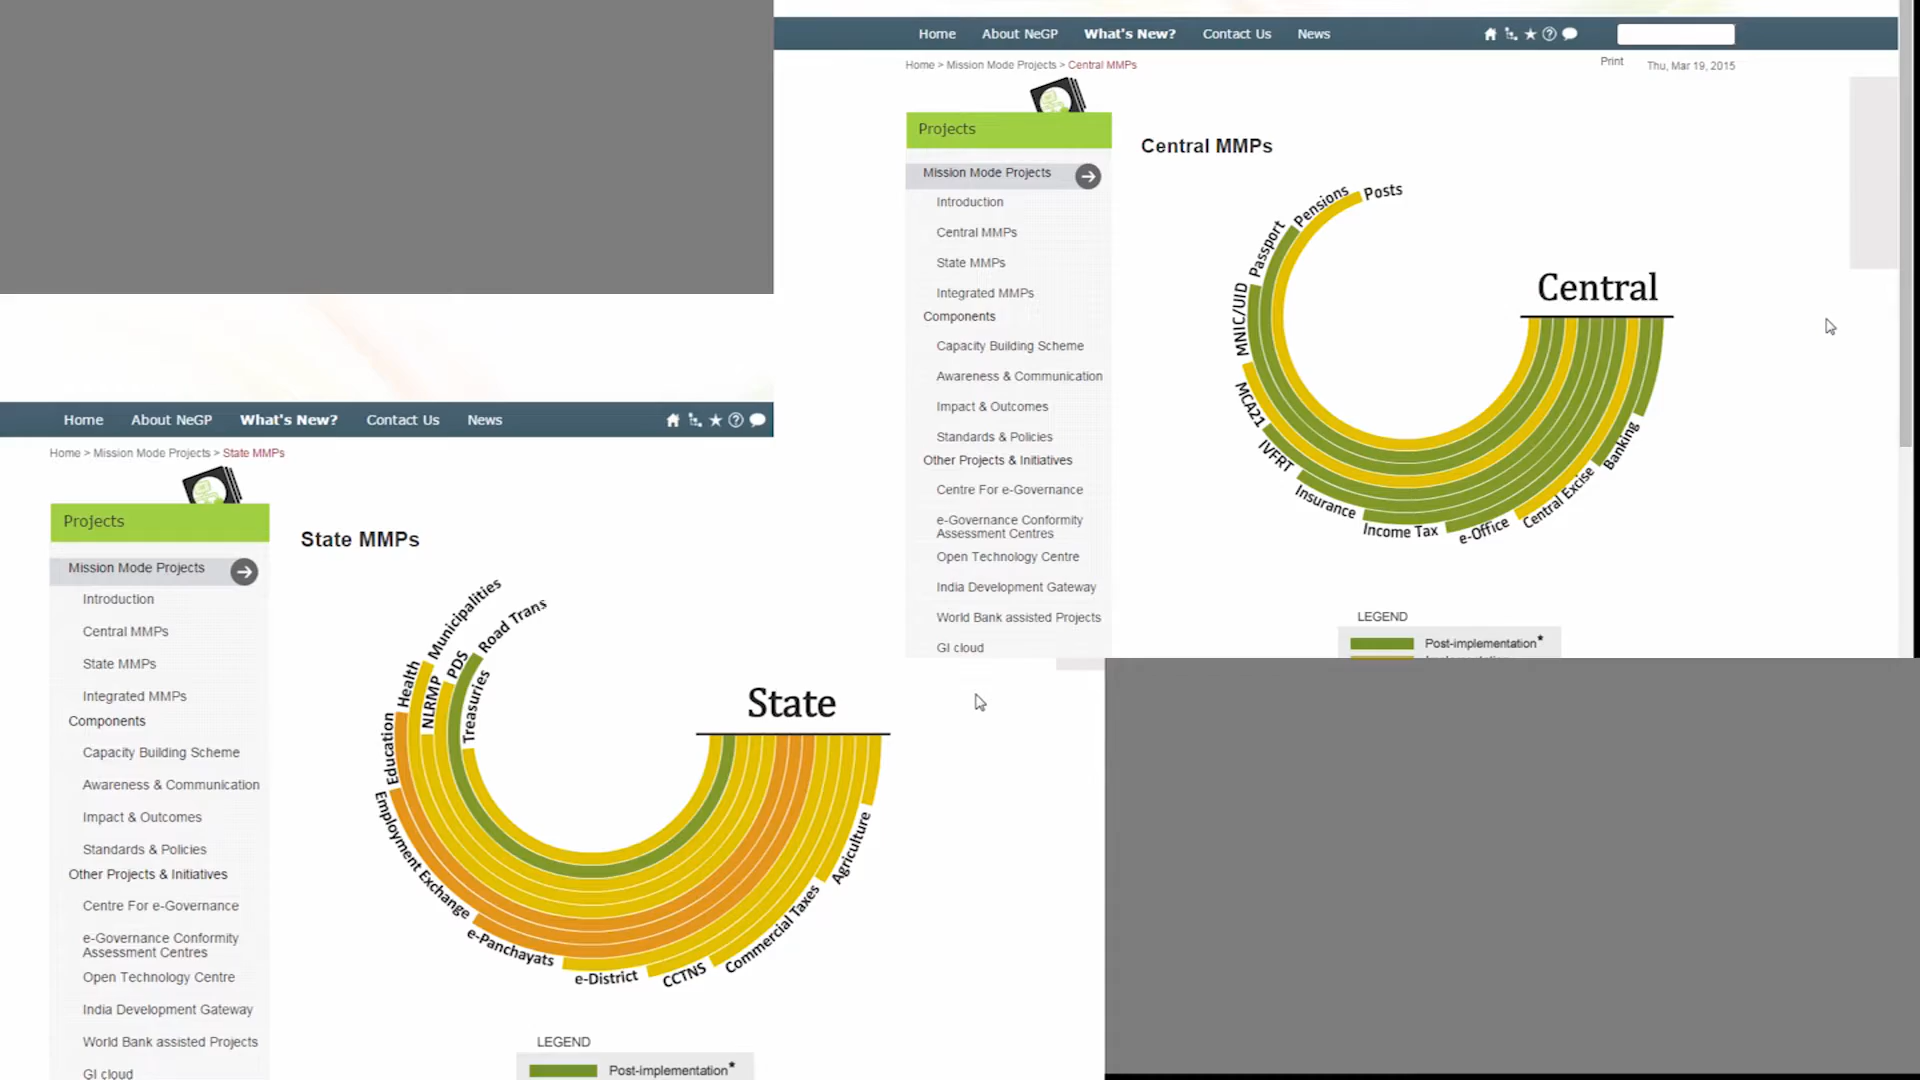 Home About NeGP What's New? Contact Us News
Home > Mission Mode Projects > Central MMPs
Print Thu, Mar 19, 2015
Projects
Mission Mode Projects
Introduction
Central MMPs
State MMPs
Integrated MMPs
Components
Capacity Building Scheme
Awareness & Communication
Impact & Outcomes
Standards & Policies
Other Projects & Initiatives
Centre For e-Governance
e-Governance Conformity
Assessment Centres
Open Technology Centre
India Development Gateway
World Bank assisted Projects
GI cloud
Central MMPs
Posts
Pensions
Passport
MNIC/UID
MCA21
IVFRT
Insurance
Income Tax
e-Office
Central Excise
Banking
Central
LEGEND
Post-implementation*
Home About NeGP What's New? Contact Us News
Home > Mission Mode Projects > State MMPs
Projects
Mission Mode Projects
Introduction
Central MMPs
State MMPs
Integrated MMPs
Components
Capacity Building Scheme
Awareness & Communication
Impact & Outcomes
Standards & Policies
Other Projects & Initiatives
Centre For e-Governance
e-Governance Conformity
Assessment Centres
Open Technology Centre
India Development Gateway
World Bank assisted Projects
GI cloud
State MMPs
Municipalities
Road Trans
PDS
Health
NLRMP
Treasuries
Education
Employment Exchange
e-Panchayats
e-District
CCTNS
Commercial Taxes
Agriculture
State
LEGEND
Post-implementation*